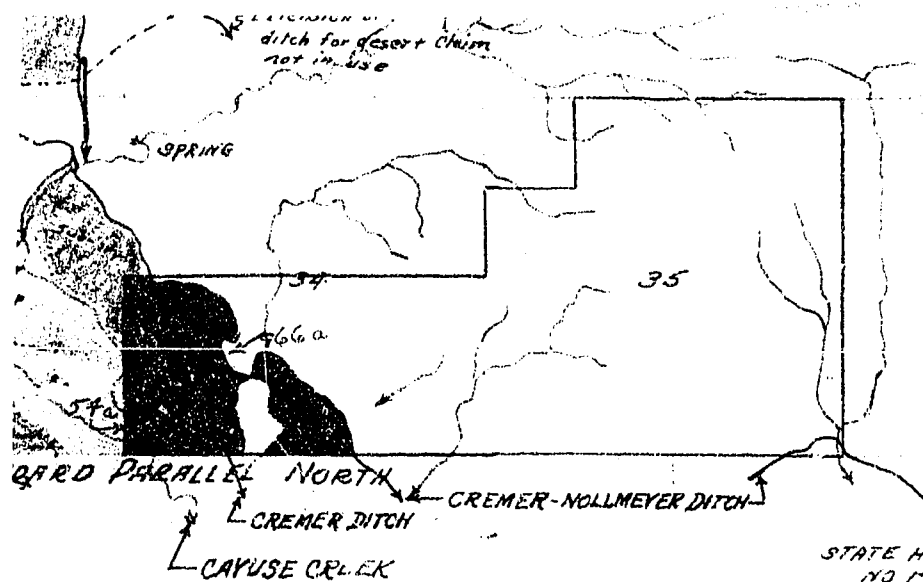 ditch for desert claim
not in use
SPRING
34
35
66a
54a
PARALLEL NORTH
CREMER-NOLLMEYER DITCH
CREMER DITCH
CAYUSE CREEK
STATE
NO.